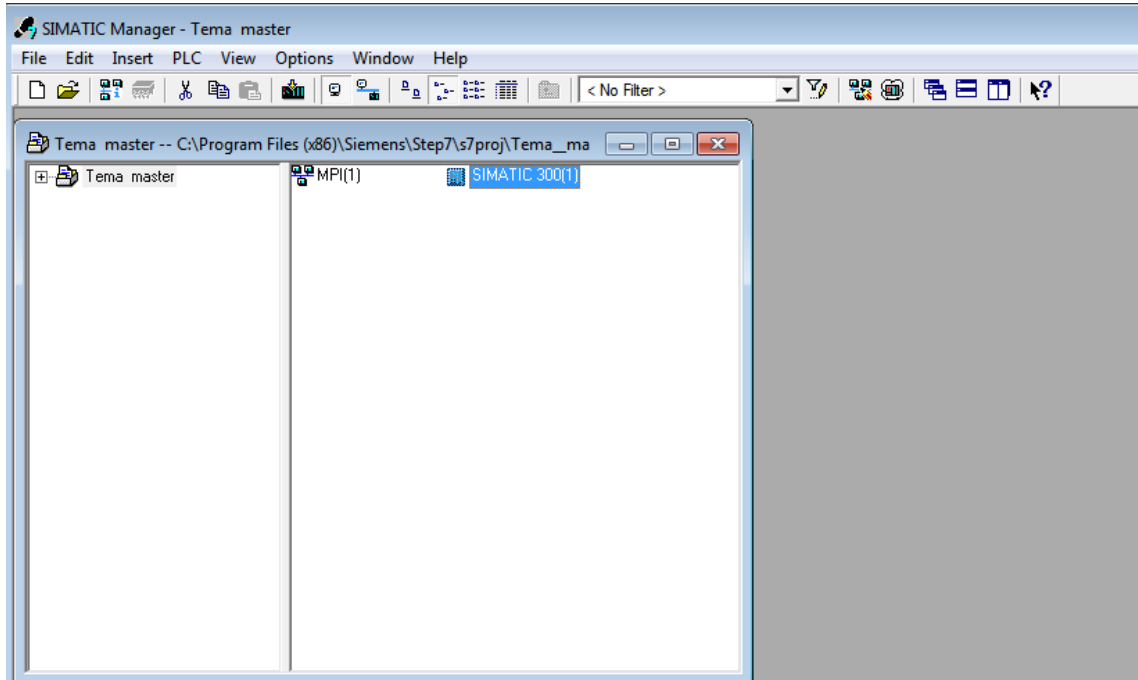 SIMATIC Manager - Tema master
File Edit Insert PLC View Options Window Help
< No Filter >
Tema master -- C:\Program Files (x86)\Siemens\Step7\s7proj\Tema__ma
Tema master
MPI(1) SIMATIC 300(1)